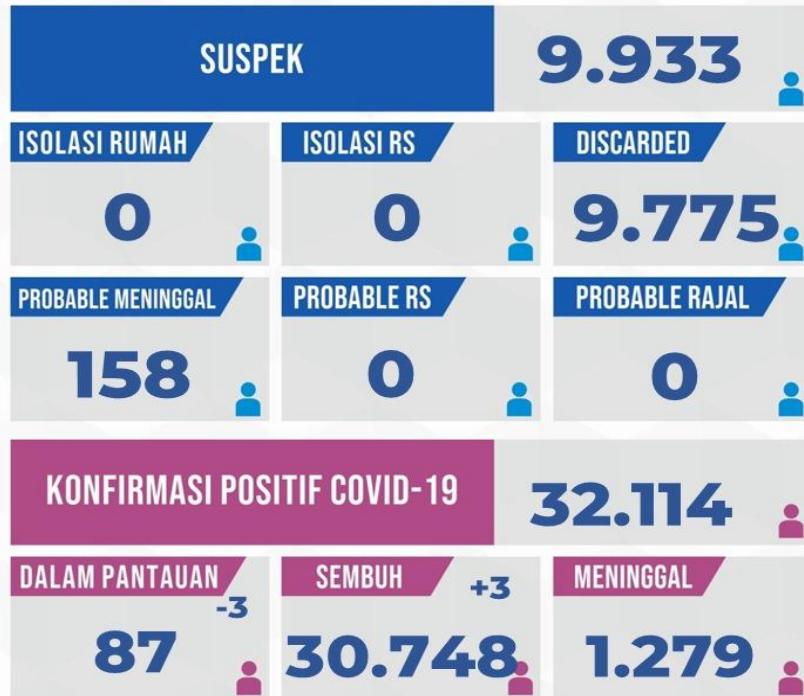 SUSPEK 9.933
ISOLASI RUMAH ISOLASI RS DISCARDED
0 0 9.775
PROBABLE MENINGGAL PROBABLE RS PROBABLE RAJAL
158 0 0
KONFIRMASI POSITIF COVID-19 32.114
DALAM PANTAUAN SEMBUH MENINGGAL
-3 +3
87 30.748 1.279